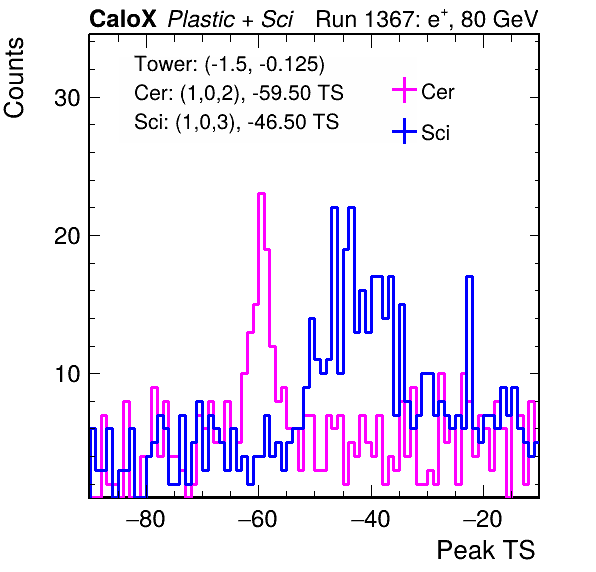 CaloX Plastic + Sci Run 1367: e+, 80 GeV
Counts
Tower: (-1.5, -0.125)
Cer: (1,0,2), -59.50 TS
Sci: (1,0,3), -46.50 TS
Cer
Sci
30
20
10
−80 −60 −40 −20
Peak TS